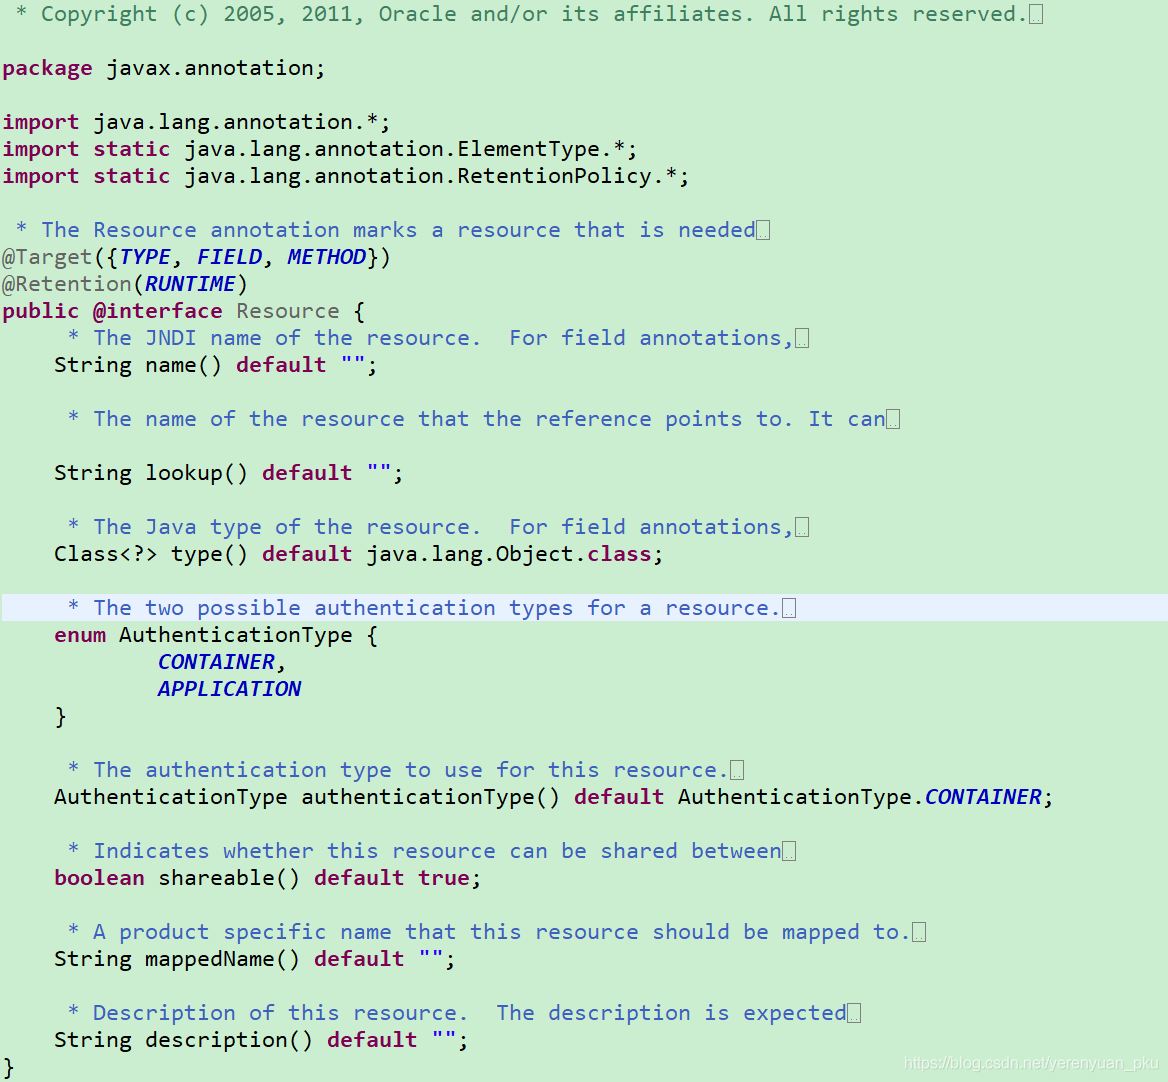 * Copyright (c) 2005, 2011, Oracle and/or its affiliates. All rights reserved.
package javax.annotation;
import java.lang.annotation.*;
import static java.lang.annotation.ElementType.*;
import static java.lang.annotation.RetentionPolicy.*;
* The Resource annotation marks a resource that is needed
@Target({TYPE, FIELD, METHOD})
@Retention(RUNTIME)
public @interface Resource {
* The JNDI name of the resource.  For field annotations,
String name() default "";
* The name of the resource that the reference points to. It can
String lookup() default "";
* The Java type of the resource.  For field annotations,
Class<?> type() default java.lang.Object.class;
* The two possible authentication types for a resource.
enum AuthenticationType {
CONTAINER,
APPLICATION
}
* The authentication type to use for this resource.
AuthenticationType authenticationType() default AuthenticationType.CONTAINER;
* Indicates whether this resource can be shared between
boolean shareable() default true;
* A product specific name that this resource should be mapped to.
String mappedName() default "";
* Description of this resource.  The description is expected
String description() default "";
}
https://blog.csdn.net/yerenyuan_pku